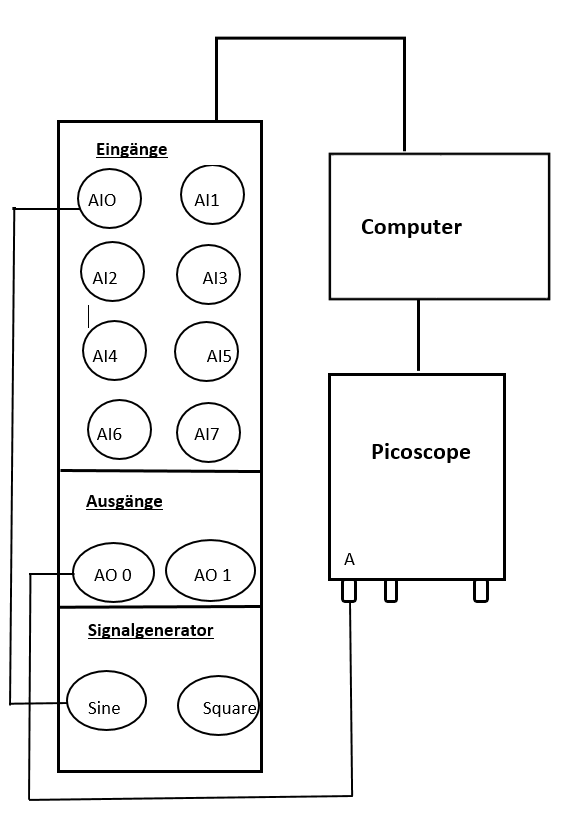 Eingänge
AIO
AI1
AI2
AI3
AI4
AI5
AI6
AI7
Ausgänge
AO 0
AO 1
Signalgenerator
Sine
Square
Computer
Picoscope
A